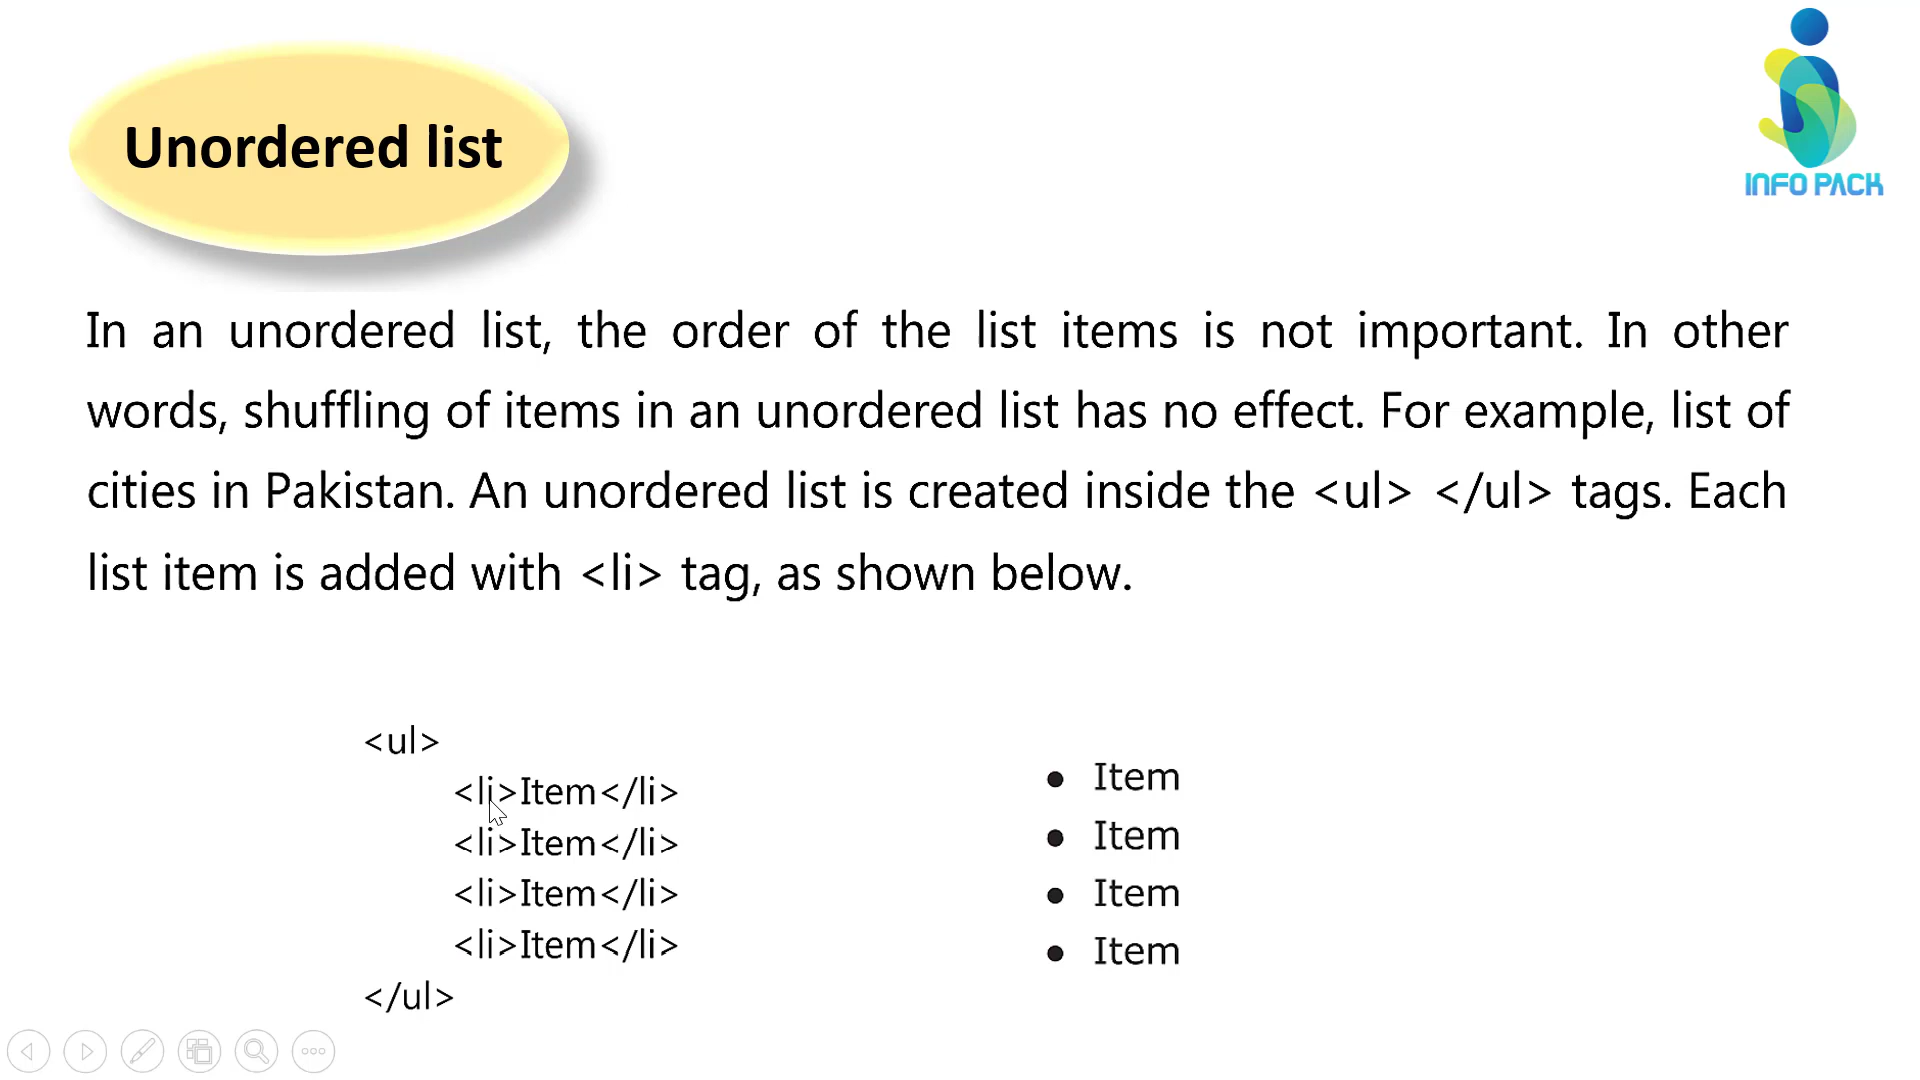 Unordered list
INFO PACK
In an unordered list, the order of the list items is not important. In other
words, shuffling of items in an unordered list has no effect. For example, list of
cities in Pakistan. An unordered list is created inside the <ul> </ul> tags. Each
list item is added with <li> tag, as shown below.
<ul>
<li>Item</li>
<li>Item</li>
<li>Item</li>
<li>Item</li>
</ul>
● Item
● Item
● Item
● Item